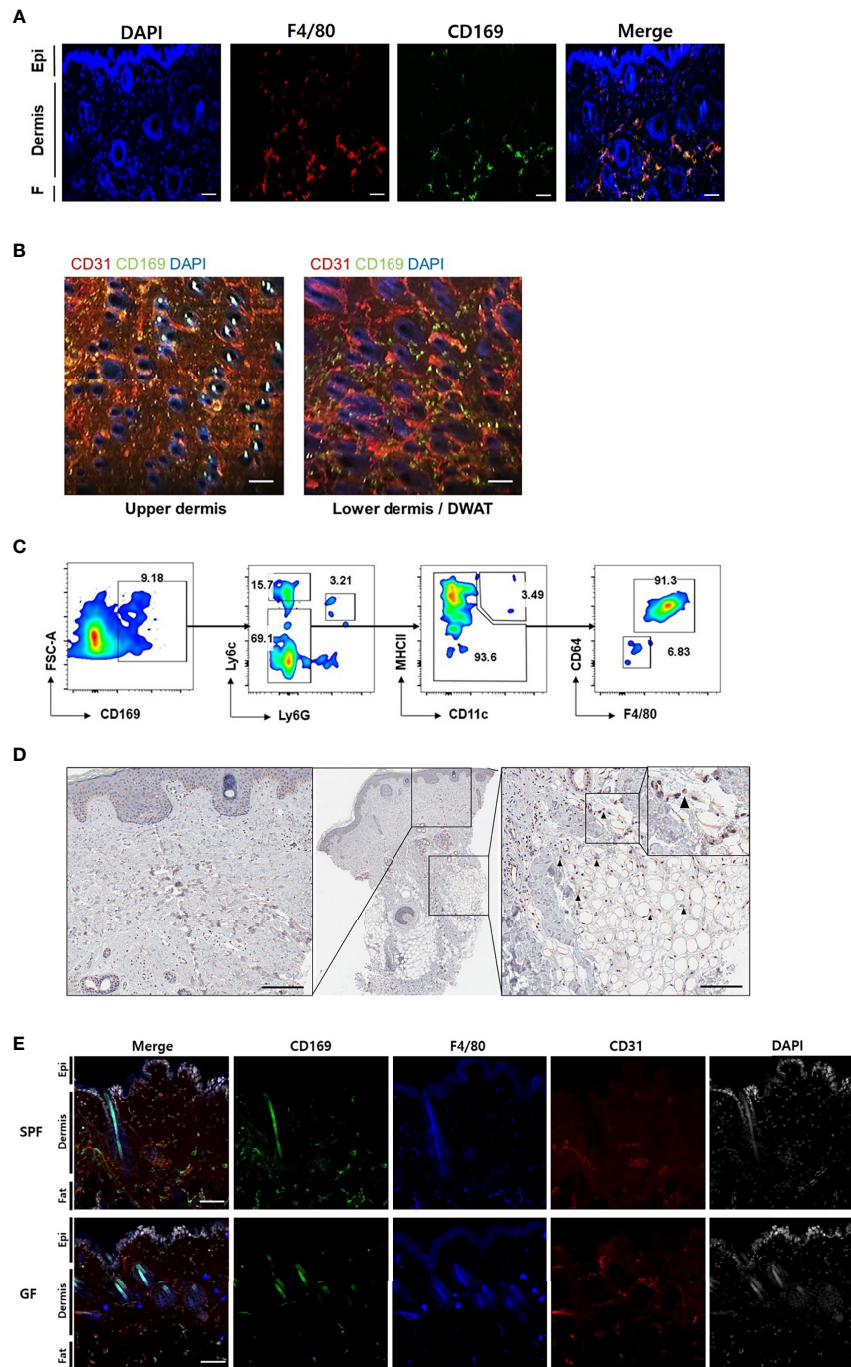 A
DAPI F4/80 CD169 Merge
Epi
Dermis
F
B
CD31 CD169 DAPI CD31 CD169 DAPI
Upper dermis Lower dermis / DWAT
C
9.18
FSC-A
CD169
15.7
3.21
69.1
Ly6c
Ly6G
3.49
93.6
MHCII
CD11c
91.3
6.83
CD64
F4/80
D
E
Merge CD169 F4/80 CD31 DAPI
SPF
Epi
Dermis
Fat
GF
Epi
Dermis
Fat